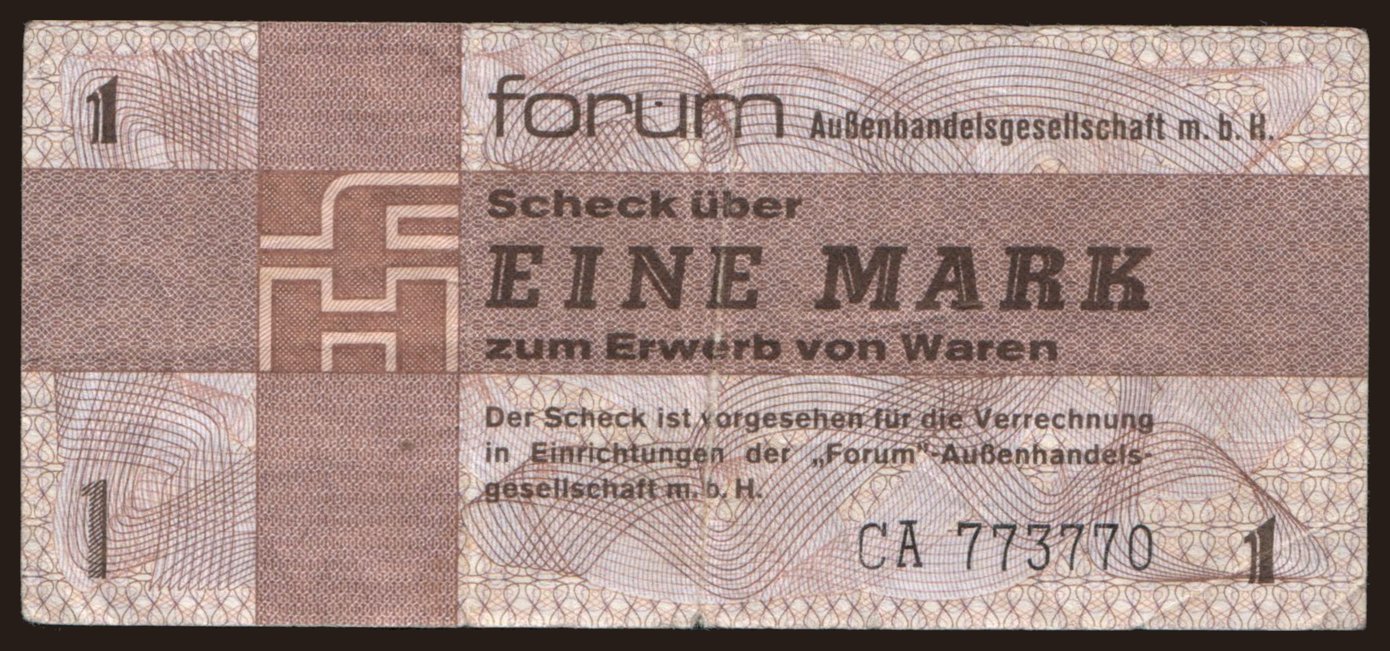 1
forum Außenhandelsgesellschaft m. b. H.
Scheck über
EINE MARK
zum Erwerb von Waren
Der Scheck ist vorgesehen für die Verrechnung
in Einrichtungen der „Forum"-Außenhandels-
gesellschaft m. b. H.
1
CA 773770
1